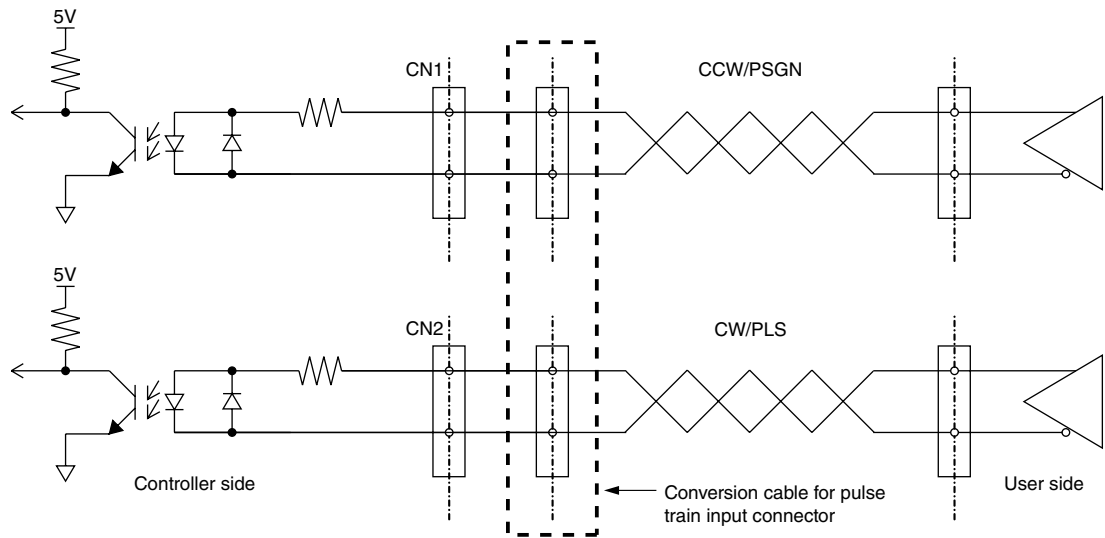 5V
CN1
CCW/PSGN
5V
CN2
CW/PLS
Controller side
User side
Conversion cable for pulse
train input connector